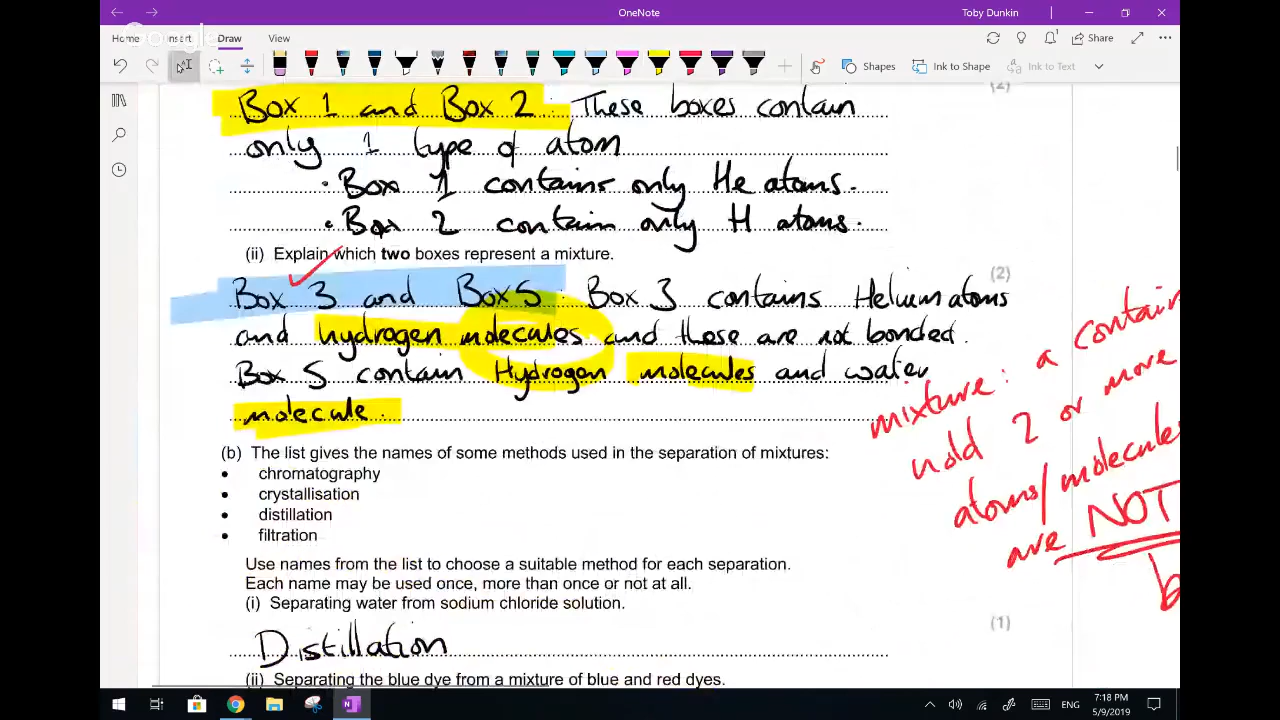 OneNote
Toby Dunkin
Home Insert Draw View
Share
Shapes Ink to Shape Ink to Text
(2)
Box 1 and Box 2. These boxes contain
only 1 type of atom
· Box 1 contains only He atoms.
· Box 2 contain only H atoms.
(ii) Explain which two boxes represent a mixture.
(2)
Box 3 and Box 5. Box 3 contains Helium atoms
and hydrogen molecules and these are not bonded.
Box 5 contain Hydrogen molecules and water
molecule.
mixture: a contain
2 or more
atoms/molecules
are NOT
b
(b) The list gives the names of some methods used in the separation of mixtures:
• chromatography
• crystallisation
• distillation
• filtration
Use names from the list to choose a suitable method for each separation.
Each name may be used once, more than once or not at all.
(i) Separating water from sodium chloride solution.
(1)
Distillation
(ii) Separating the blue dye from a mixture of blue and red dyes.
ENG
7:18 PM
5/9/2019